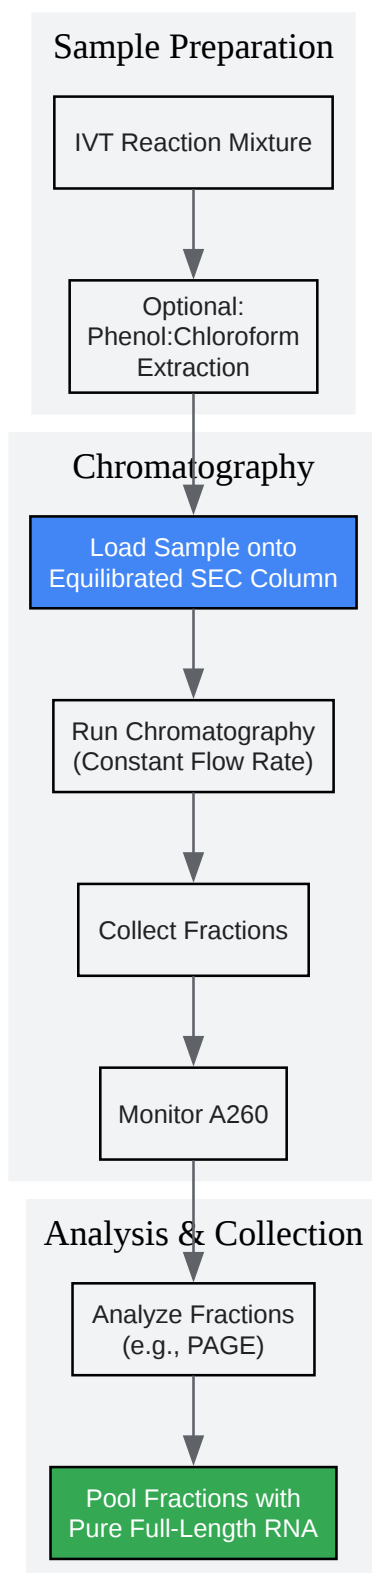 Sample Preparation
IVT Reaction Mixture
Optional:
Phenol:Chloroform
Extraction
Chromatography
Load Sample onto
Equilibrated SEC Column
Run Chromatography
(Constant Flow Rate)
Collect Fractions
Monitor A260
Analysis & Collection
Analyze Fractions
(e.g., PAGE)
Pool Fractions with
Pure Full-Length RNA